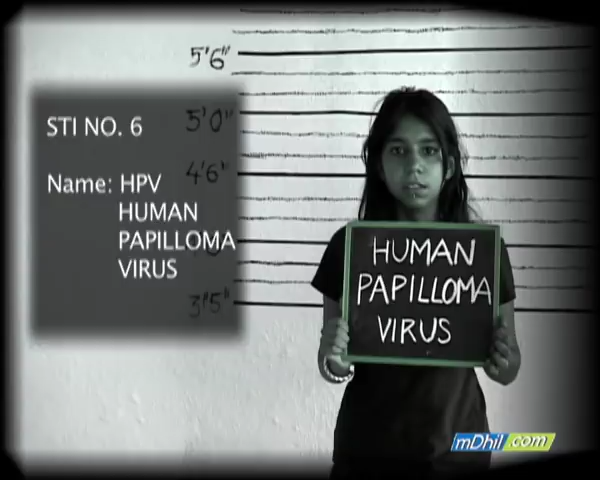 5'6"
STI NO. 6
5'0"
4'6"
Name: HPV
HUMAN
PAPILLOMA
VIRUS
3'5"
HUMAN
PAPILLOMA
VIRUS
mDhil.com